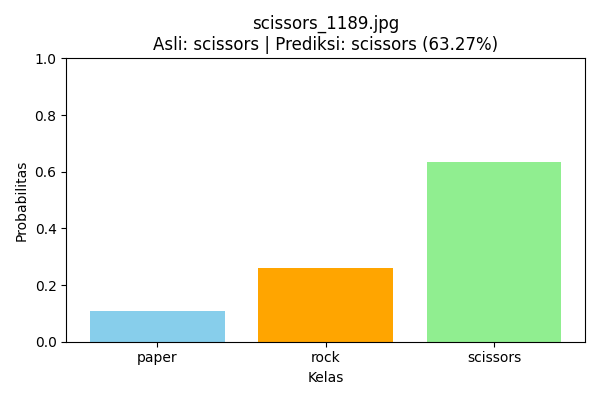 scissors_1189.jpg
Asli: scissors | Prediksi: scissors (63.27%)
1.0
0.8
0.6
0.4
0.2
0.0
Probabilitas
paper
rock
scissors
Kelas